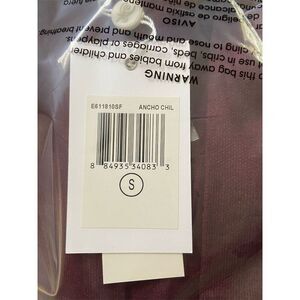 WARNING
this bag away from babies and children
use in cribs, beds, carriages or playpens
cling to nose and mouth and prevent breathing
AVISO
E611810SF ANCHO CHIL
8 84935 34083 3
S